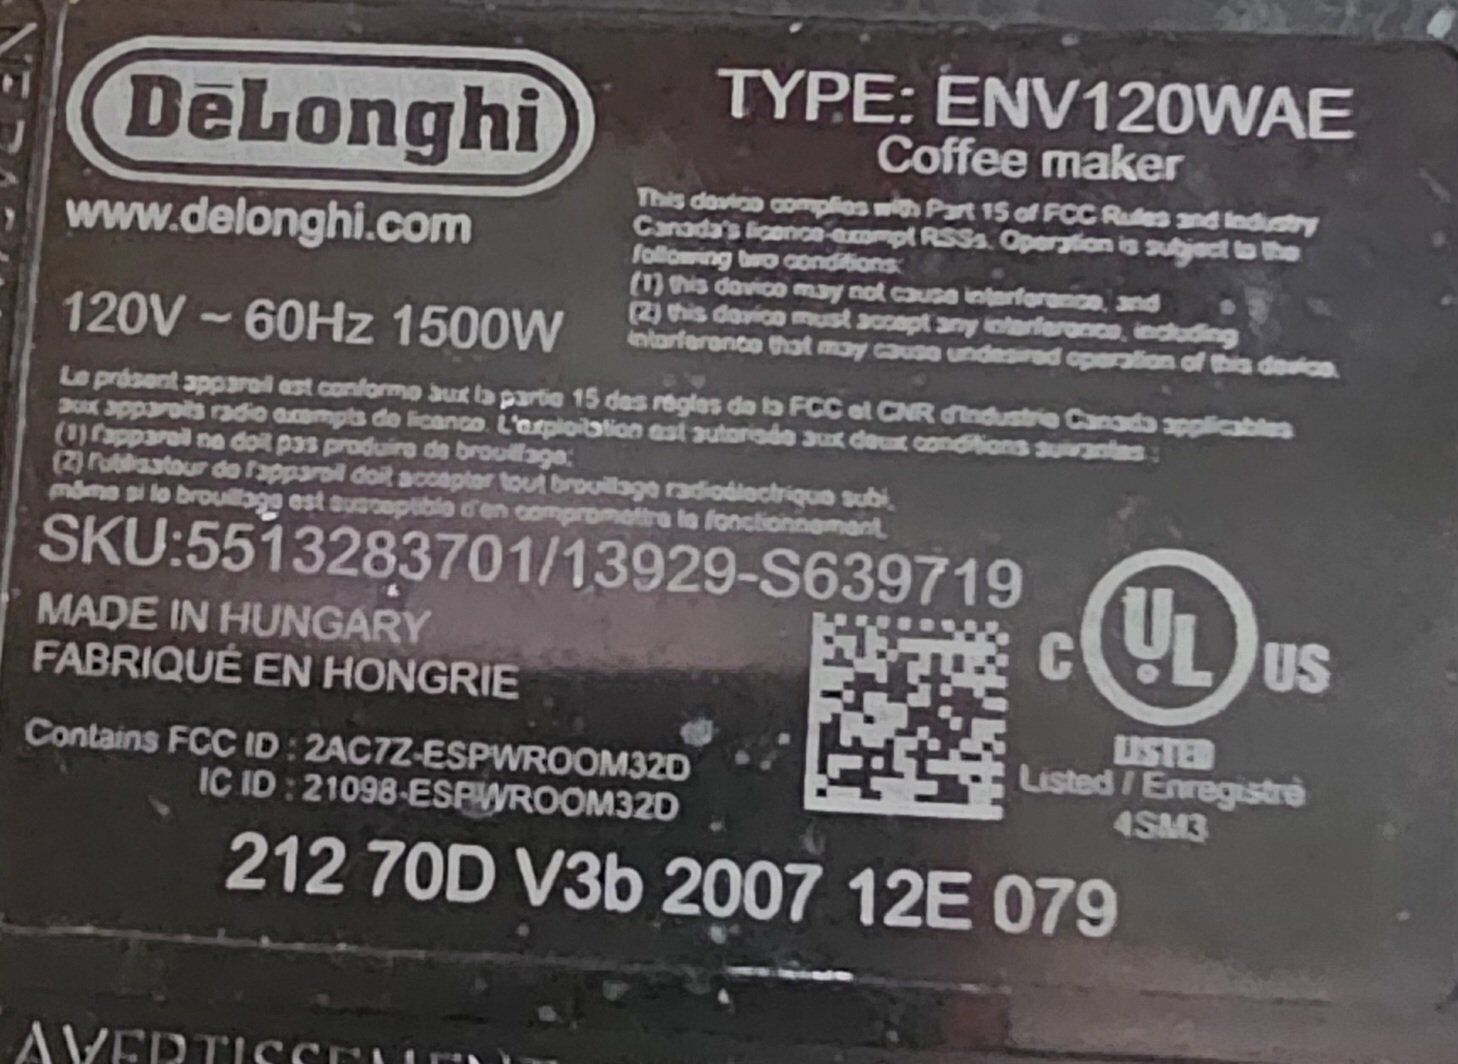 DēLonghi
www.delonghi.com
TYPE: ENV120WAE
Coffee maker
This device complies with Part 15 of FCC Rules and Industry
Canada's licence-exempt RSSs. Operation is subject to the
following two conditions:
(1) this device may not cause interference, and
(2) this device must accept any interference, including
interference that may cause undesired operation of this device.
120V ~ 60Hz 1500W
Le présent appareil est conforme aux la partie 15 des règles de la FCC et CNR d'Industrie Canada applicables
aux appareils radio exempts de licence. L'exploitation est autorisée aux deux conditions suivantes :
(1) l'appareil ne doit pas produire de brouillage;
(2) l'utilisateur de l'appareil doit accepter tout brouillage radioélectrique subi,
même si le brouillage est susceptible d'en compromettre le fonctionnement.
SKU:5513283701/13929-S639719
MADE IN HUNGARY
FABRIQUÉ EN HONGRIE
Contains FCC ID : 2AC7Z-ESPWROOM32D
IC ID : 21098-ESPWROOM32D
C UL US
LISTED
Listed / Enregistré
4SM3
212 70D V3b 2007 12E 079
AVERTISSEMENT